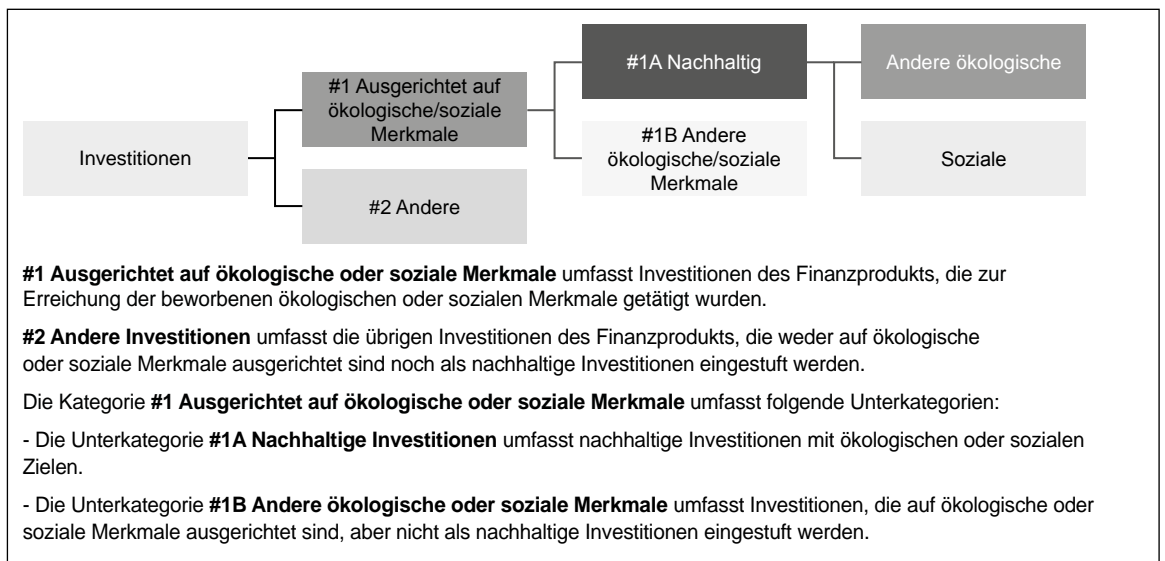 #1A Nachhaltig
Andere ökologische
#1 Ausgerichtet auf
ökologische/soziale
Merkmale
Investitionen
#1B Andere
ökologische/soziale
Merkmale
Soziale
#2 Andere
#1 Ausgerichtet auf ökologische oder soziale Merkmale umfasst Investitionen des Finanzprodukts, die zur
Erreichung der beworbenen ökologischen oder sozialen Merkmale getätigt wurden.
#2 Andere Investitionen umfasst die übrigen Investitionen des Finanzprodukts, die weder auf ökologische
oder soziale Merkmale ausgerichtet sind noch als nachhaltige Investitionen eingestuft werden.
Die Kategorie #1 Ausgerichtet auf ökologische oder soziale Merkmale umfasst folgende Unterkategorien:
- Die Unterkategorie #1A Nachhaltige Investitionen umfasst nachhaltige Investitionen mit ökologischen oder sozialen
Zielen.
- Die Unterkategorie #1B Andere ökologische oder soziale Merkmale umfasst Investitionen, die auf ökologische oder
soziale Merkmale ausgerichtet sind, aber nicht als nachhaltige Investitionen eingestuft werden.